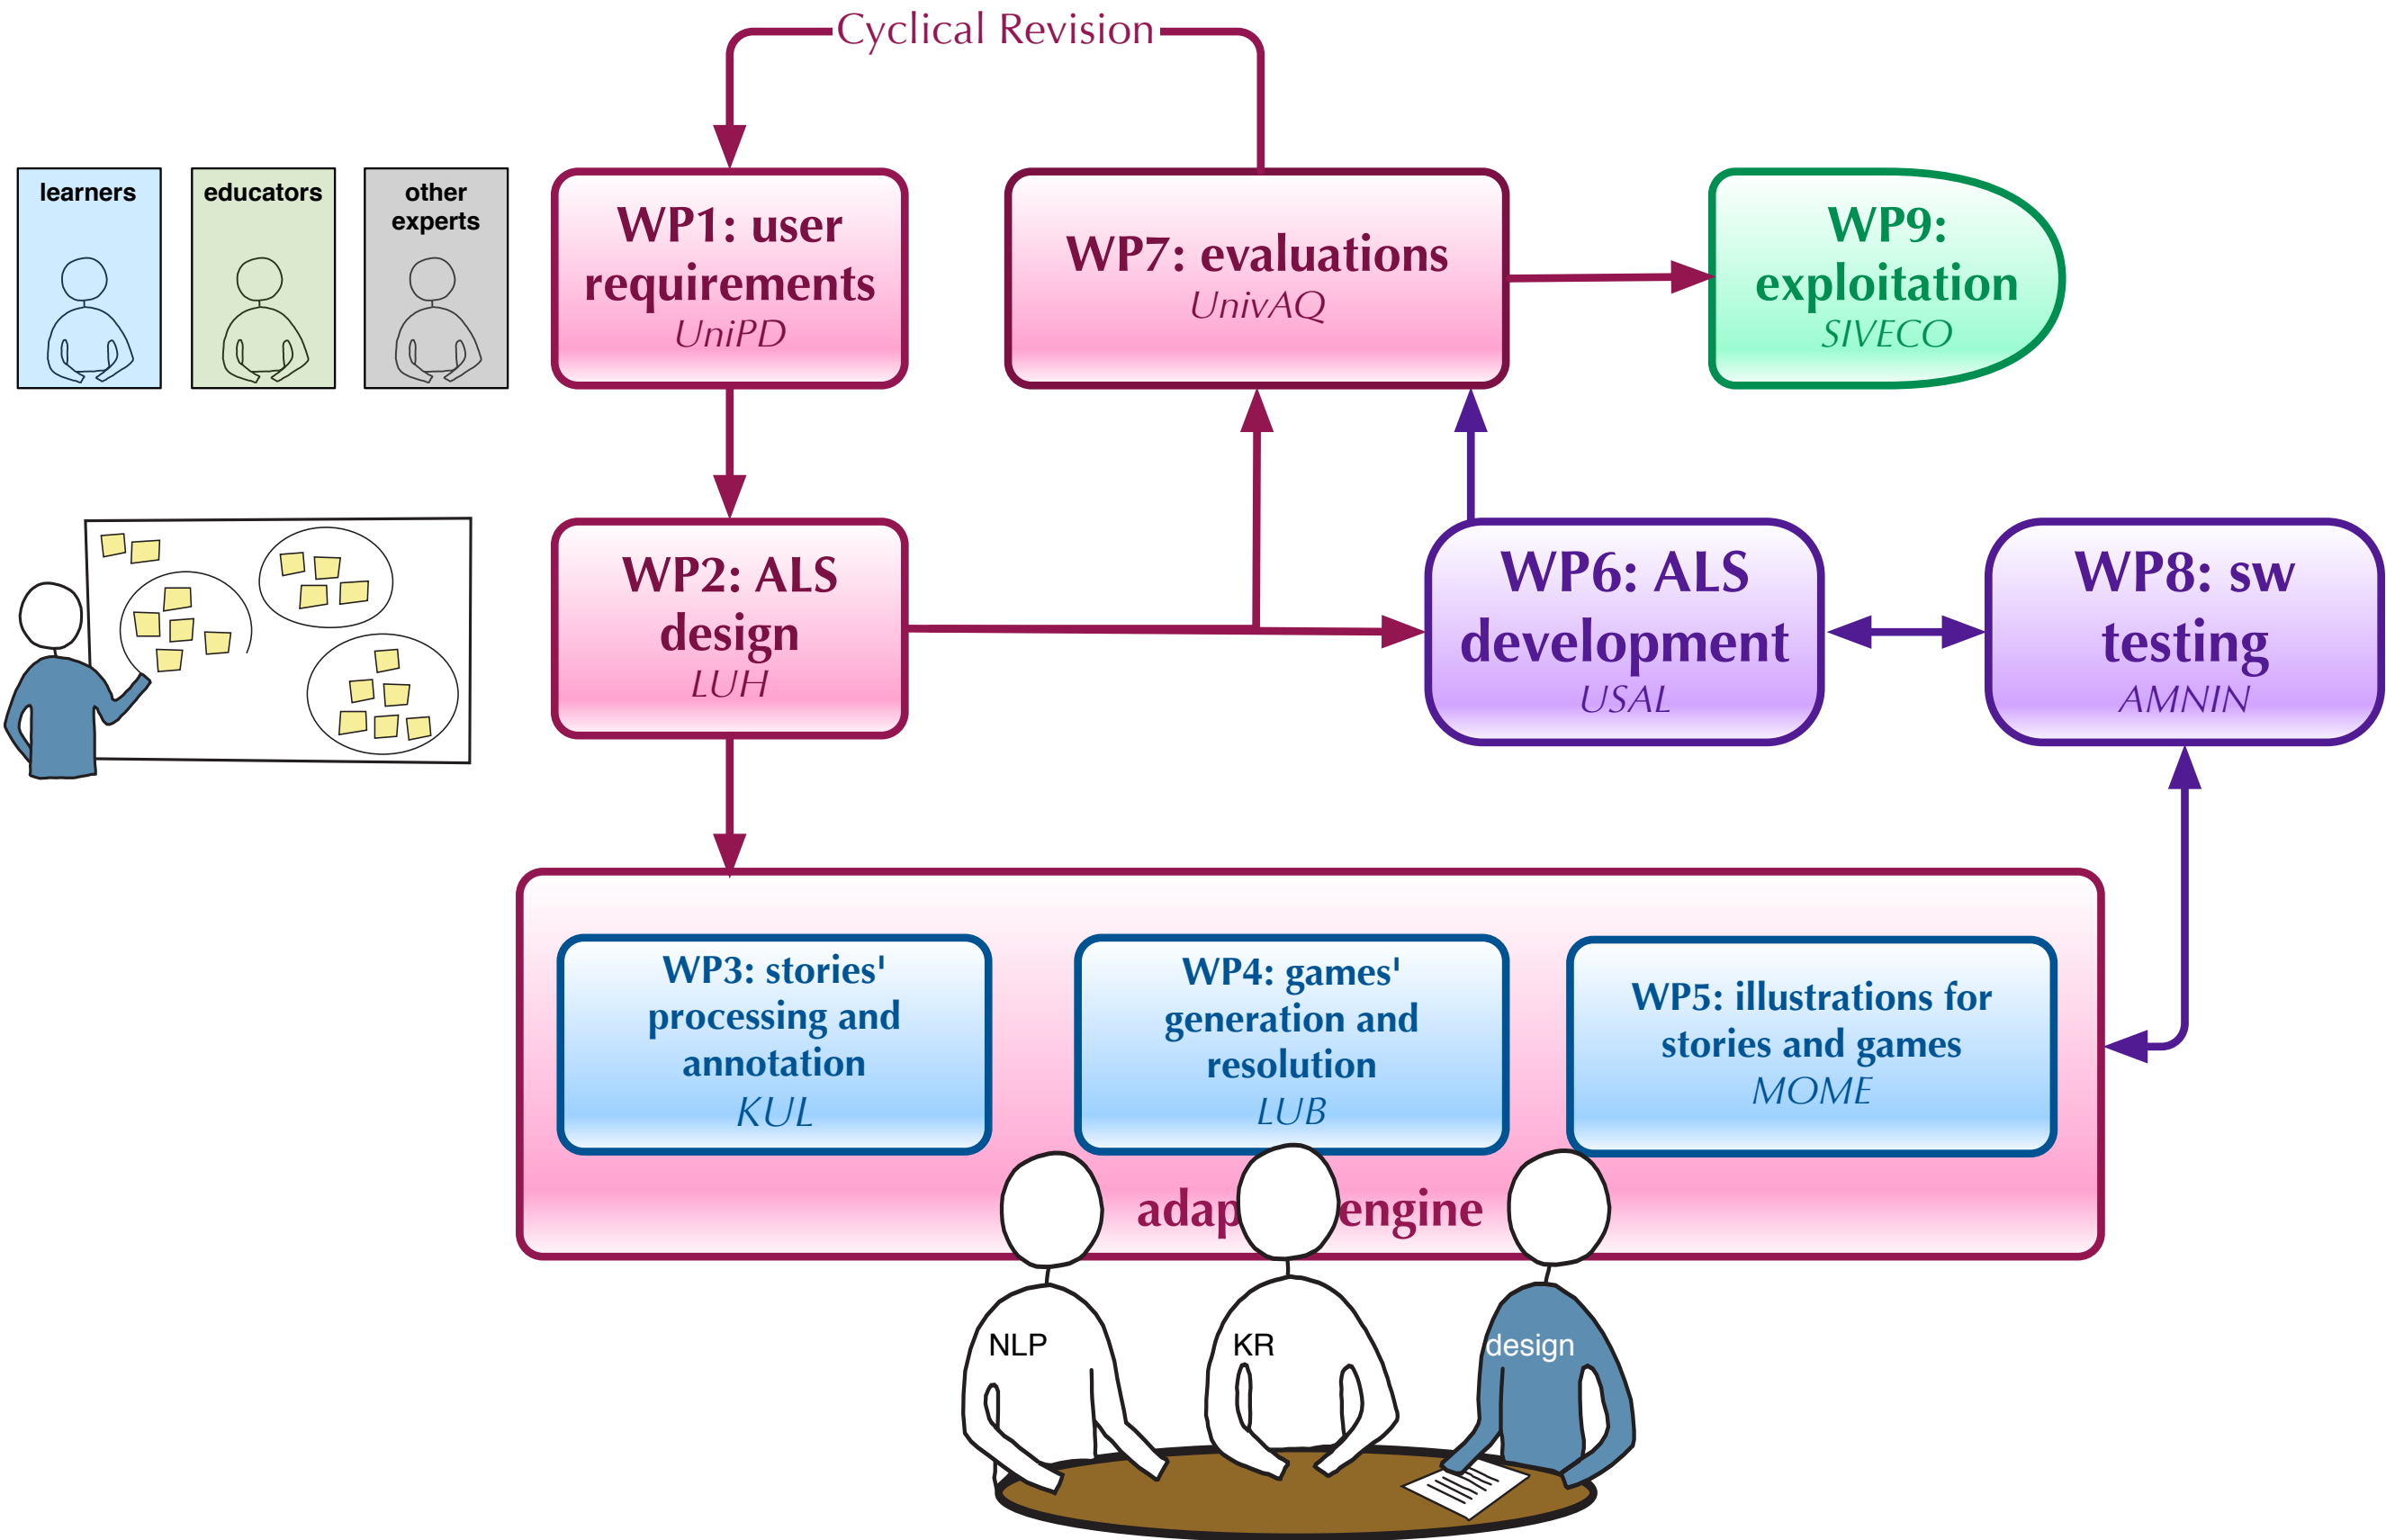 Cyclical Revision
learners
educators
other
experts
WP1: user
requirements
UniPD
WP7: evaluations
UnivAQ
WP9:
exploitation
SIVECO
WP2: ALS
design
LUH
WP6: ALS
development
USAL
WP8: sw
testing
AMNIN
WP3: stories'
processing and
annotation
KUL
WP4: games'
generation and
resolution
LUB
WP5: illustrations for
stories and games
MOME
engine
NLP
KR
design